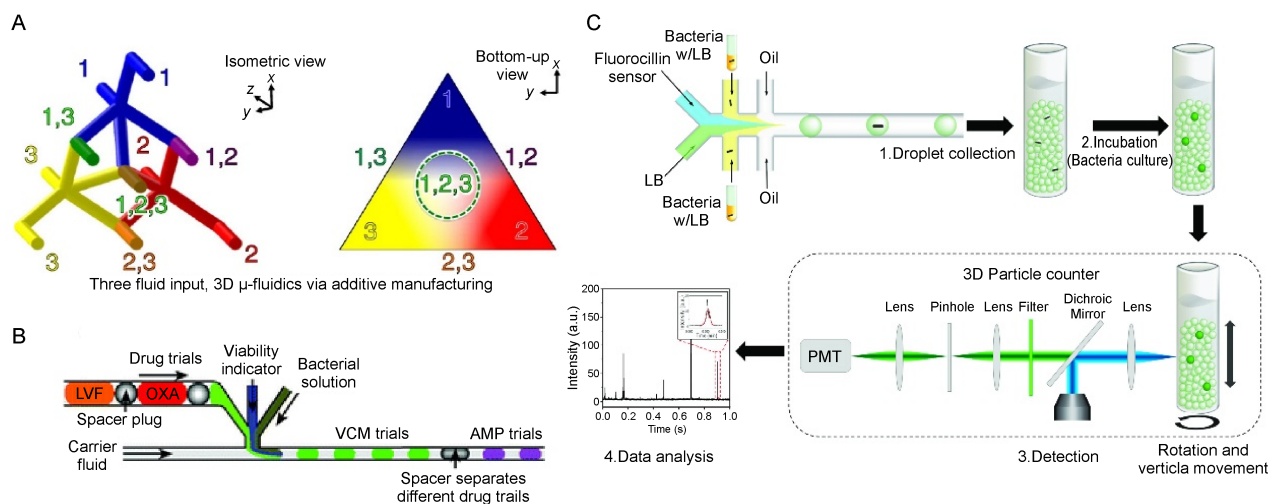 A
Isometric view
x
z
y
1
1
1,3
3
2
1,2
1,2,3
3
2,3
2
Bottom-up
view
x
y
1
1,3
1,2
1,2,3
3
2
2,3
Three fluid input, 3D μ-fluidics via additive manufacturing
B
Drug trials
Viability
indicator
Bacterial
solution
LVF
OXA
Spacer plug
Carrier
fluid
VCM trials
AMP trials
Spacer separates
different drug trails
C
Fluorocillin
sensor
Bacteria
w/LB
Oil
LB
Bacteria
w/LB
Oil
1.Droplet collection
2.Incubation
(Bacteria culture)
3D Particle counter
Lens
Pinhole
Lens
Filter
Dichroic
Mirror
Lens
PMT
3.Detection
Rotation and
verticla movement
Intensity (a.u.)
200
150
100
50
0
0.0 0.2 0.4 0.6 0.8 1.0
Time (s)
4.Data analysis